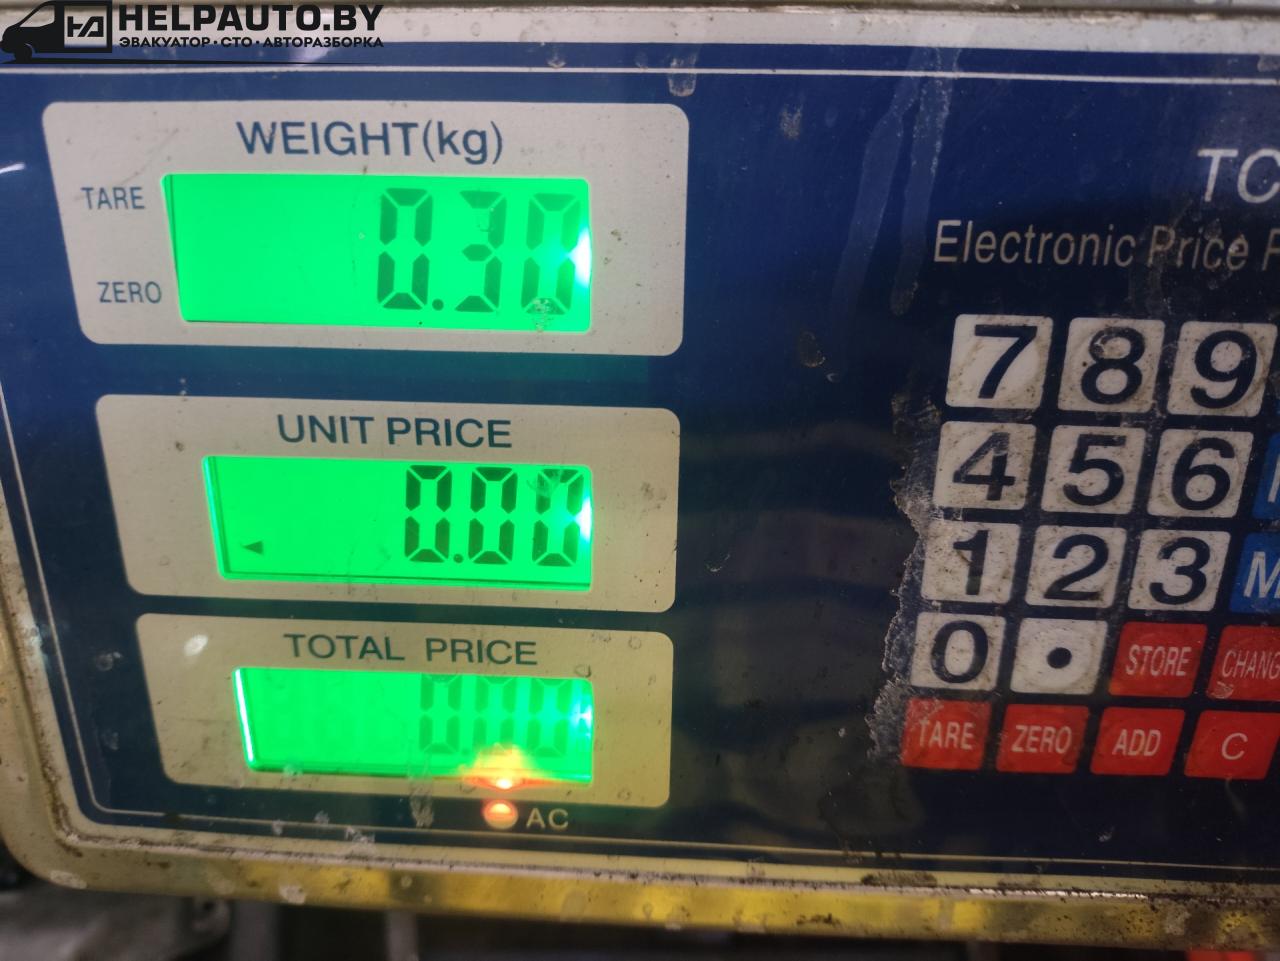 HELPAUTO.BY
ЭВАКУАТОР · СТО · АВТОРАЗБОРКА
WEIGHT(kg)
TARE
0.30
ZERO
UNIT PRICE
0.00
TOTAL PRICE
0.00
AC
Electronic Price
7 8 9
4 5 6
1 2 3
0 • STORE
TARE ZERO ADD C